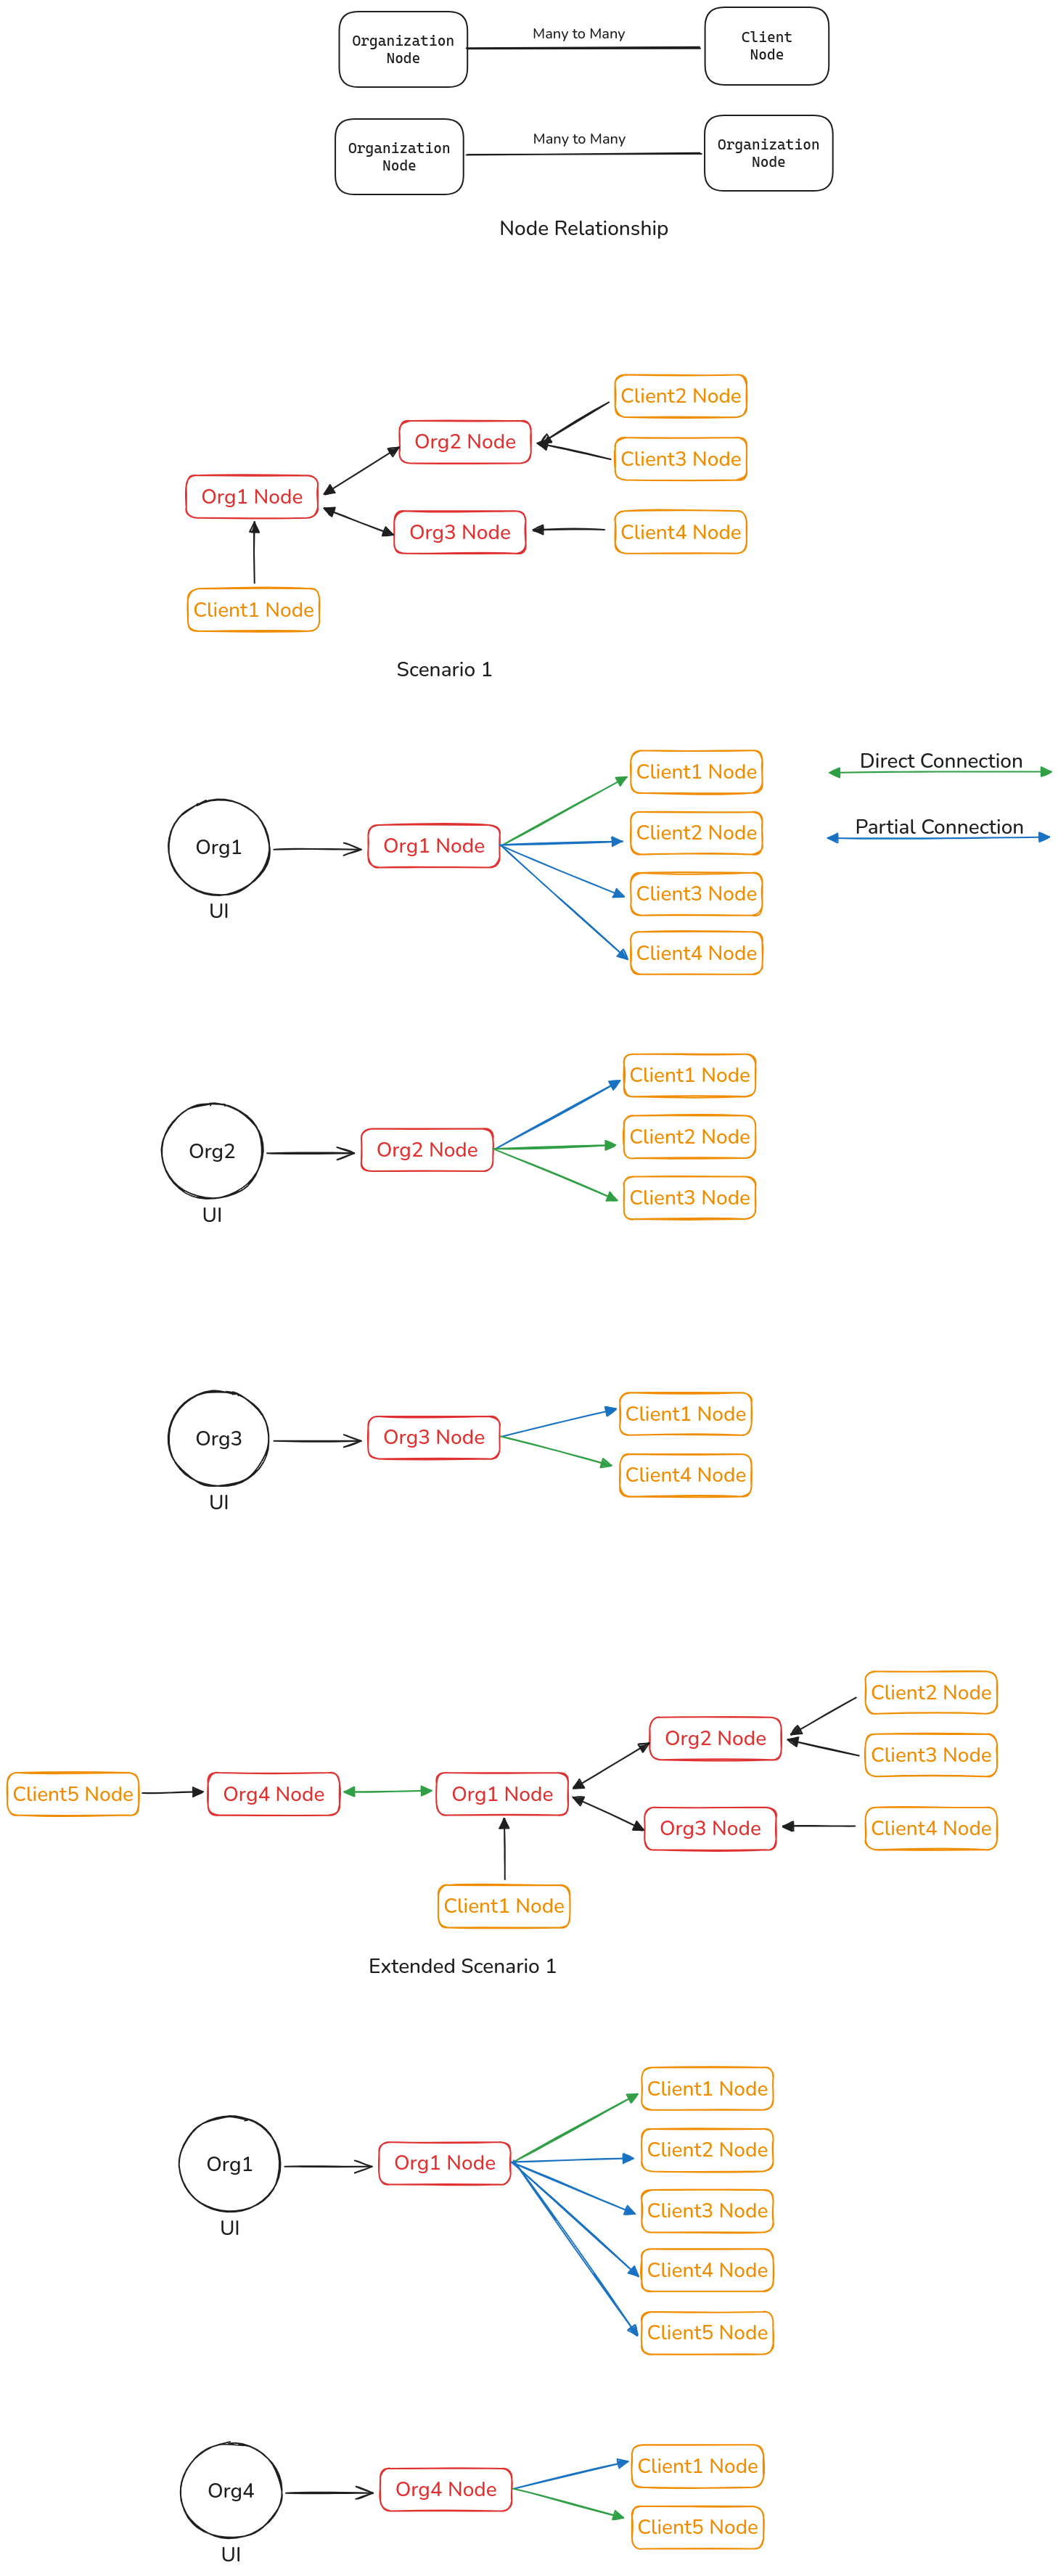 Organization
Node
Many to Many
Client
Node
Organization
Node
Many to Many
Organization
Node
Node Relationship
Client2 Node
Org2 Node
Client3 Node
Org1 Node
Org3 Node
Client4 Node
Client1 Node
Scenario 1
Client1 Node
Direct Connection
Org1
Org1 Node
Client2 Node
Partial Connection
UI
Client3 Node
Client4 Node
Client1 Node
Org2
Org2 Node
Client2 Node
UI
Client3 Node
Org3
Org3 Node
Client1 Node
UI
Client4 Node
Client2 Node
Org2 Node
Client3 Node
Client5 Node
Org4 Node
Org1 Node
Org3 Node
Client4 Node
Client1 Node
Extended Scenario 1
Client1 Node
Org1
Org1 Node
Client2 Node
UI
Client3 Node
Client4 Node
Client5 Node
Org4
Org4 Node
Client1 Node
UI
Client5 Node